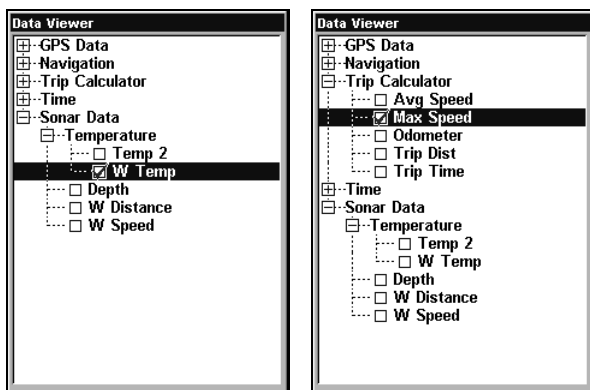 Data Viewer
GPS Data
Navigation
Trip Calculator
Time
Sonar Data
Temperature
Temp 2
W Temp
Depth
W Distance
W Speed
Data Viewer
GPS Data
Navigation
Trip Calculator
Avg Speed
Max Speed
Odometer
Trip Dist
Trip Time
Time
Sonar Data
Temperature
Temp 2
W Temp
Depth
W Distance
W Speed